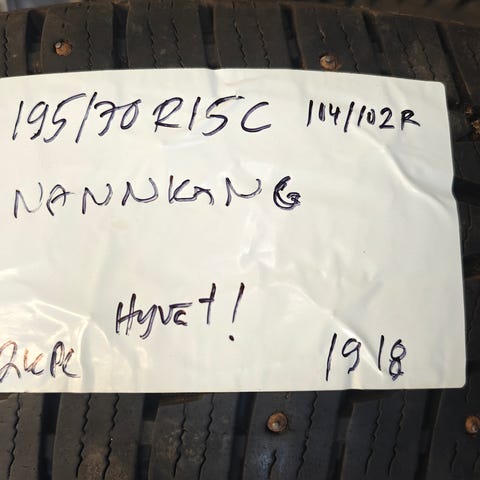 195/70 R15C 104/102R
NANNKANG
Hyvät!
2kpl 1918